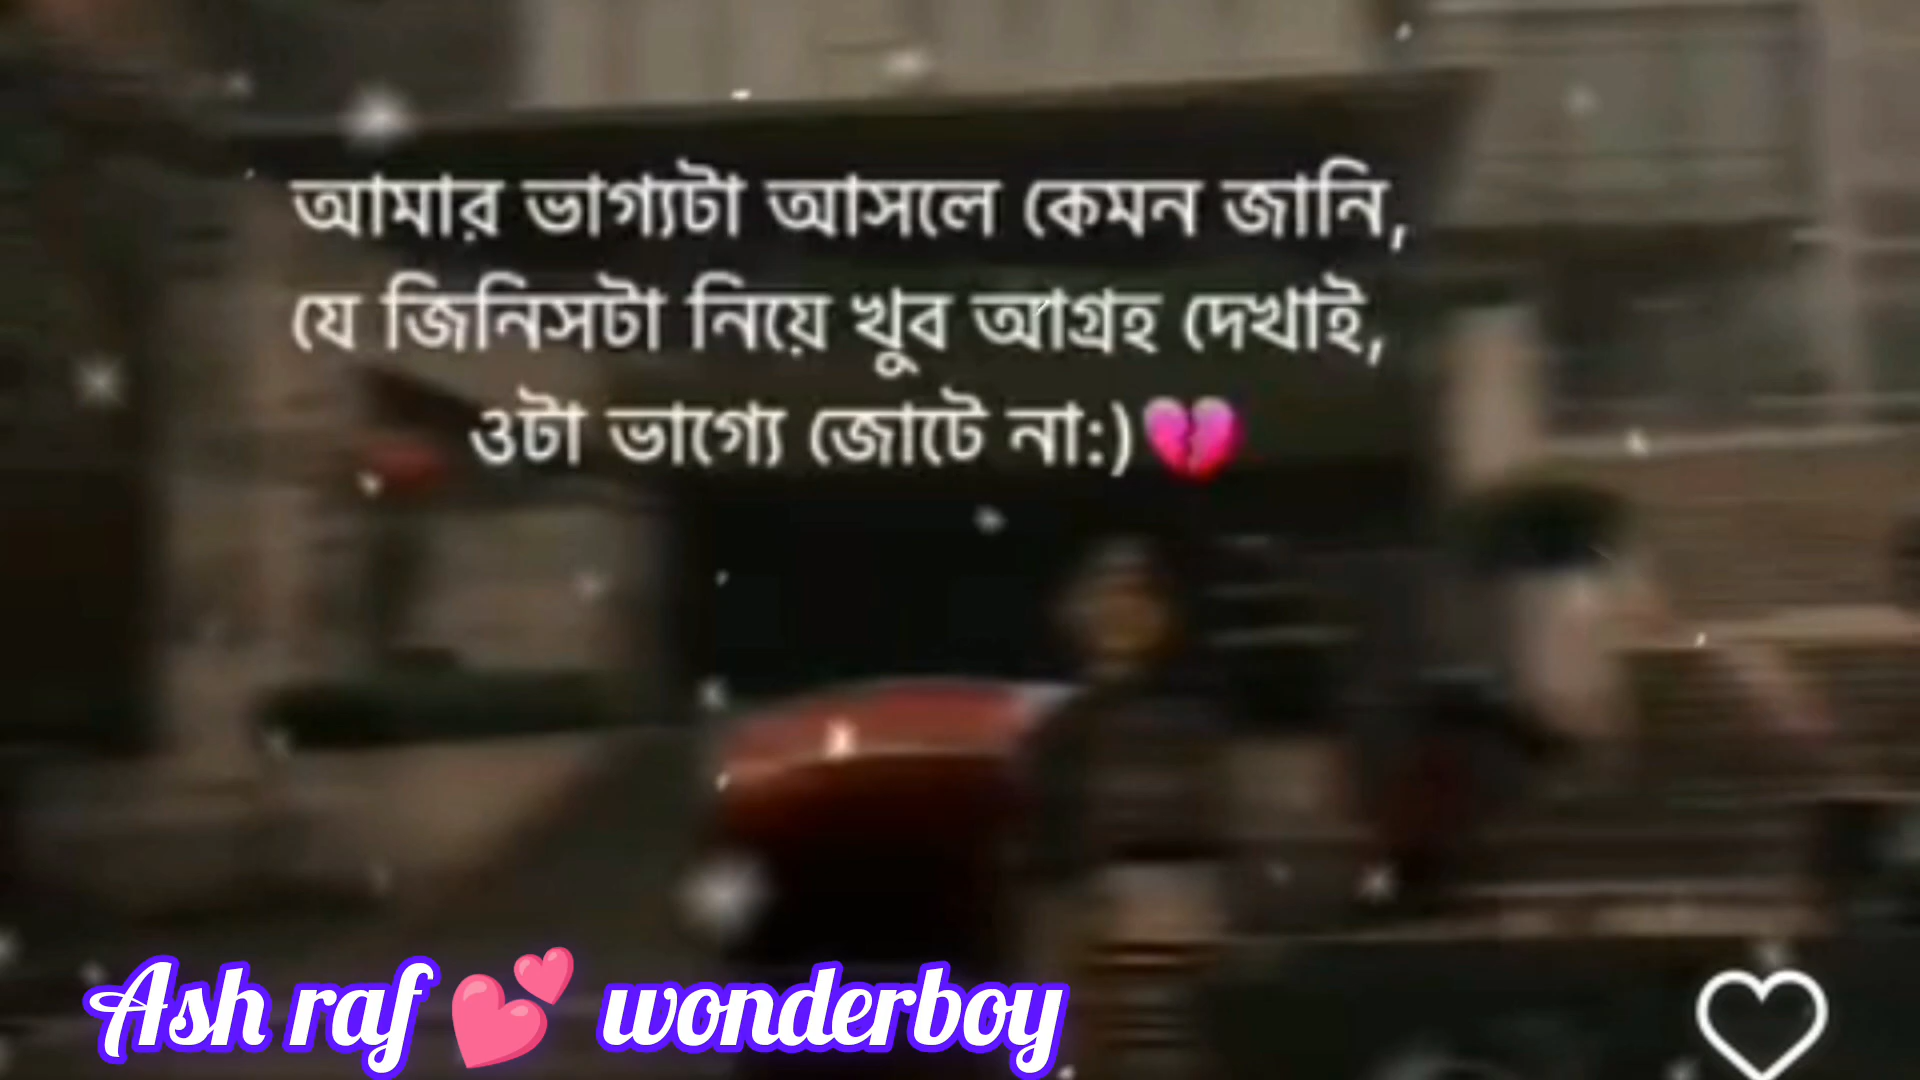 আমার ভাগ্যটা আসলে কেমন জানি,
যে জিনিসটা নিয়ে খুব আগ্রহ দেখাই,
ওটা ভাগ্যে জোটে না:)💔
Ash raf 💕 wonderboy